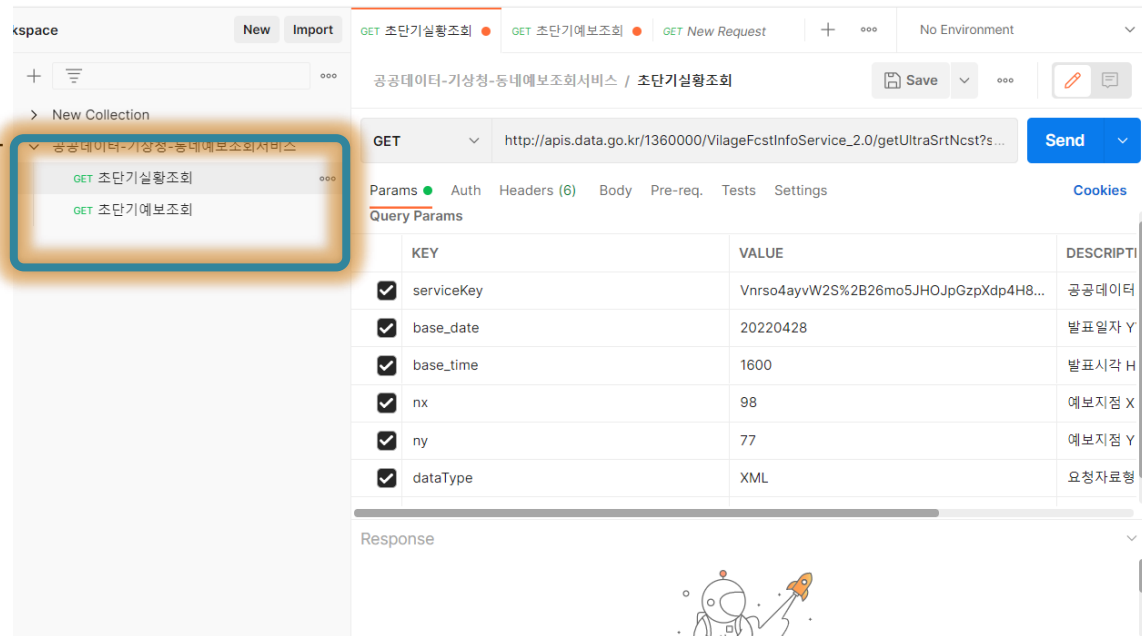 kspace New Import
GET 초단기실황조회 GET 초단기예보조회 GET New Request No Environment
공공데이터-기상청-동네예보조회서비스 / 초단기실황조회 Save
New Collection
공공데이터-기상청-동네예보조회서비스
GET 초단기실황조회
GET 초단기예보조회
GET http://apis.data.go.kr/1360000/VilageFcstInfoService_2.0/getUltraSrtNcst?s... Send
Params Auth Headers (6) Body Pre-req. Tests Settings Cookies
Query Params
KEY VALUE DESCRIPTI
serviceKey Vnrso4ayvW2S%2B26mo5JHOJpGzpXdp4H8... 공공데이터
base_date 20220428 발표일자 Y
base_time 1600 발표시각 H
nx 98 예보지점 X
ny 77 예보지점 Y
dataType XML 요청자료형
Response